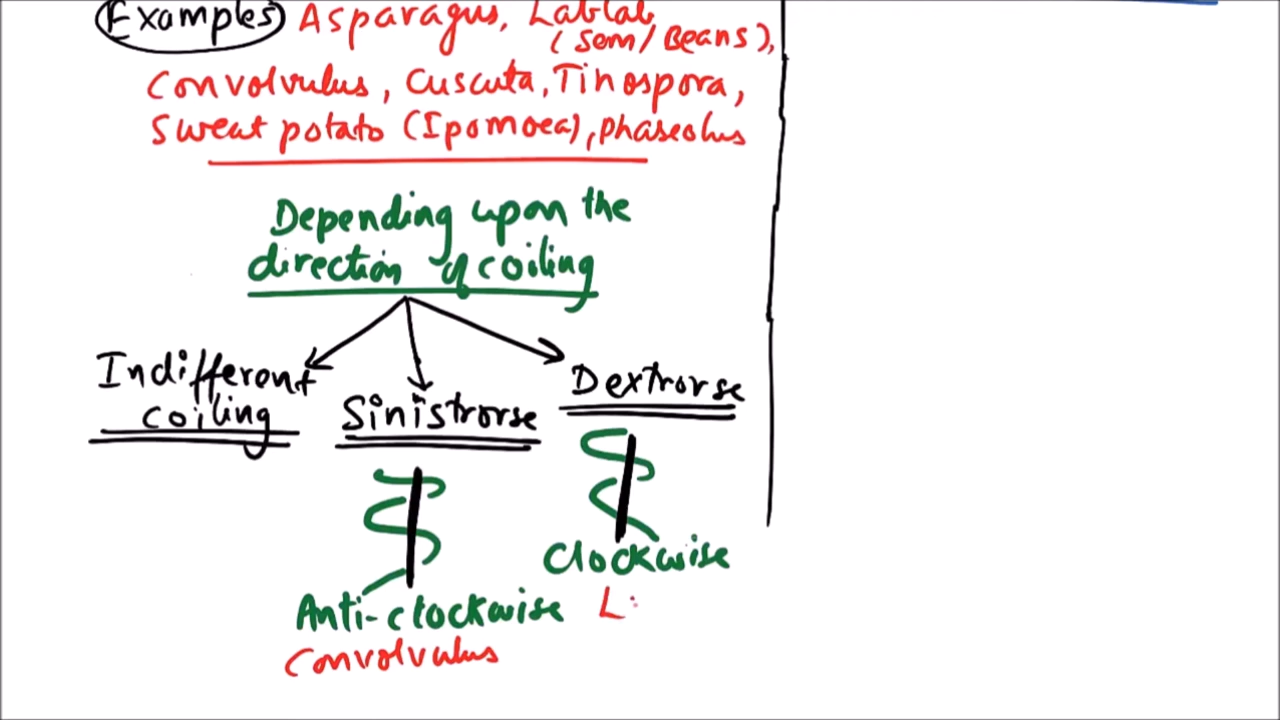 Examples Asparagus, Lablab
(Sem/Beans),
Convolvulus, Cuscuta, Tinospora,
Sweat potato (Ipomoea), Phaseolus
Depending upon the
direction of coiling
Indifferent
coiling
Sinistrorse
Dextrorse
Clockwise
L
Anti-clockwise
Convolvulus